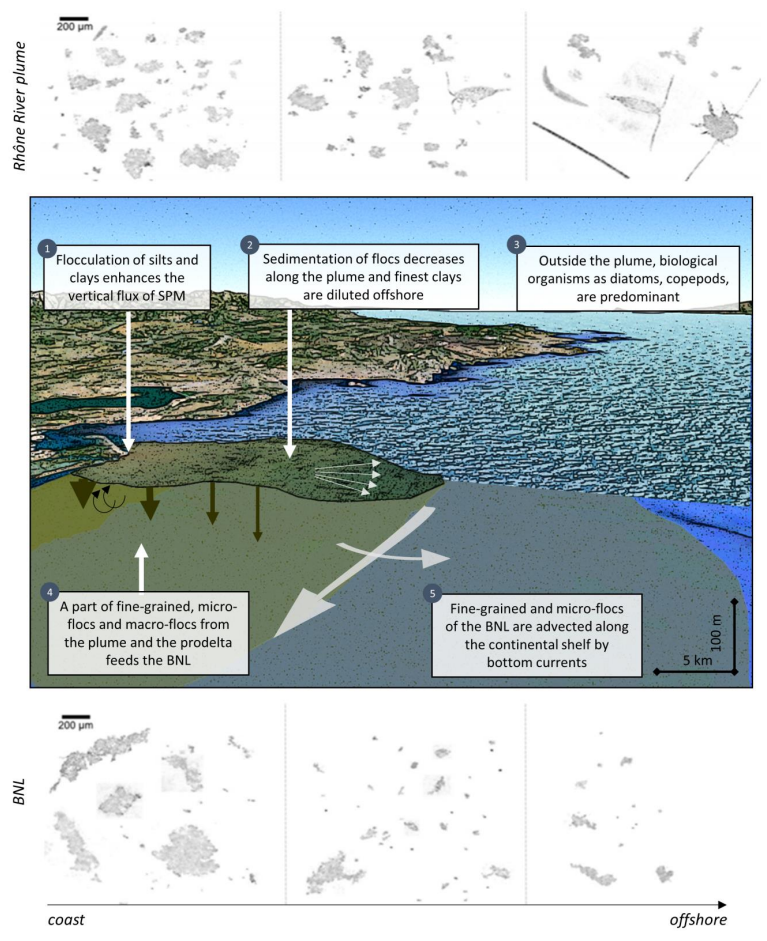 200 µm
Rhône River plume
1
Flocculation of silts and
clays enhances the
vertical flux of SPM
2
Sedimentation of flocs decreases
along the plume and finest clays
are diluted offshore
3
Outside the plume, biological
organisms as diatoms, copepods,
are predominant
4
A part of fine-grained, micro-
flocs and macro-flocs from
the plume and the prodelta
feeds the BNL
5
Fine-grained and micro-flocs
of the BNL are advected along
the continental shelf by
bottom currents
100 m
5 km
200 µm
BNL
coast
offshore